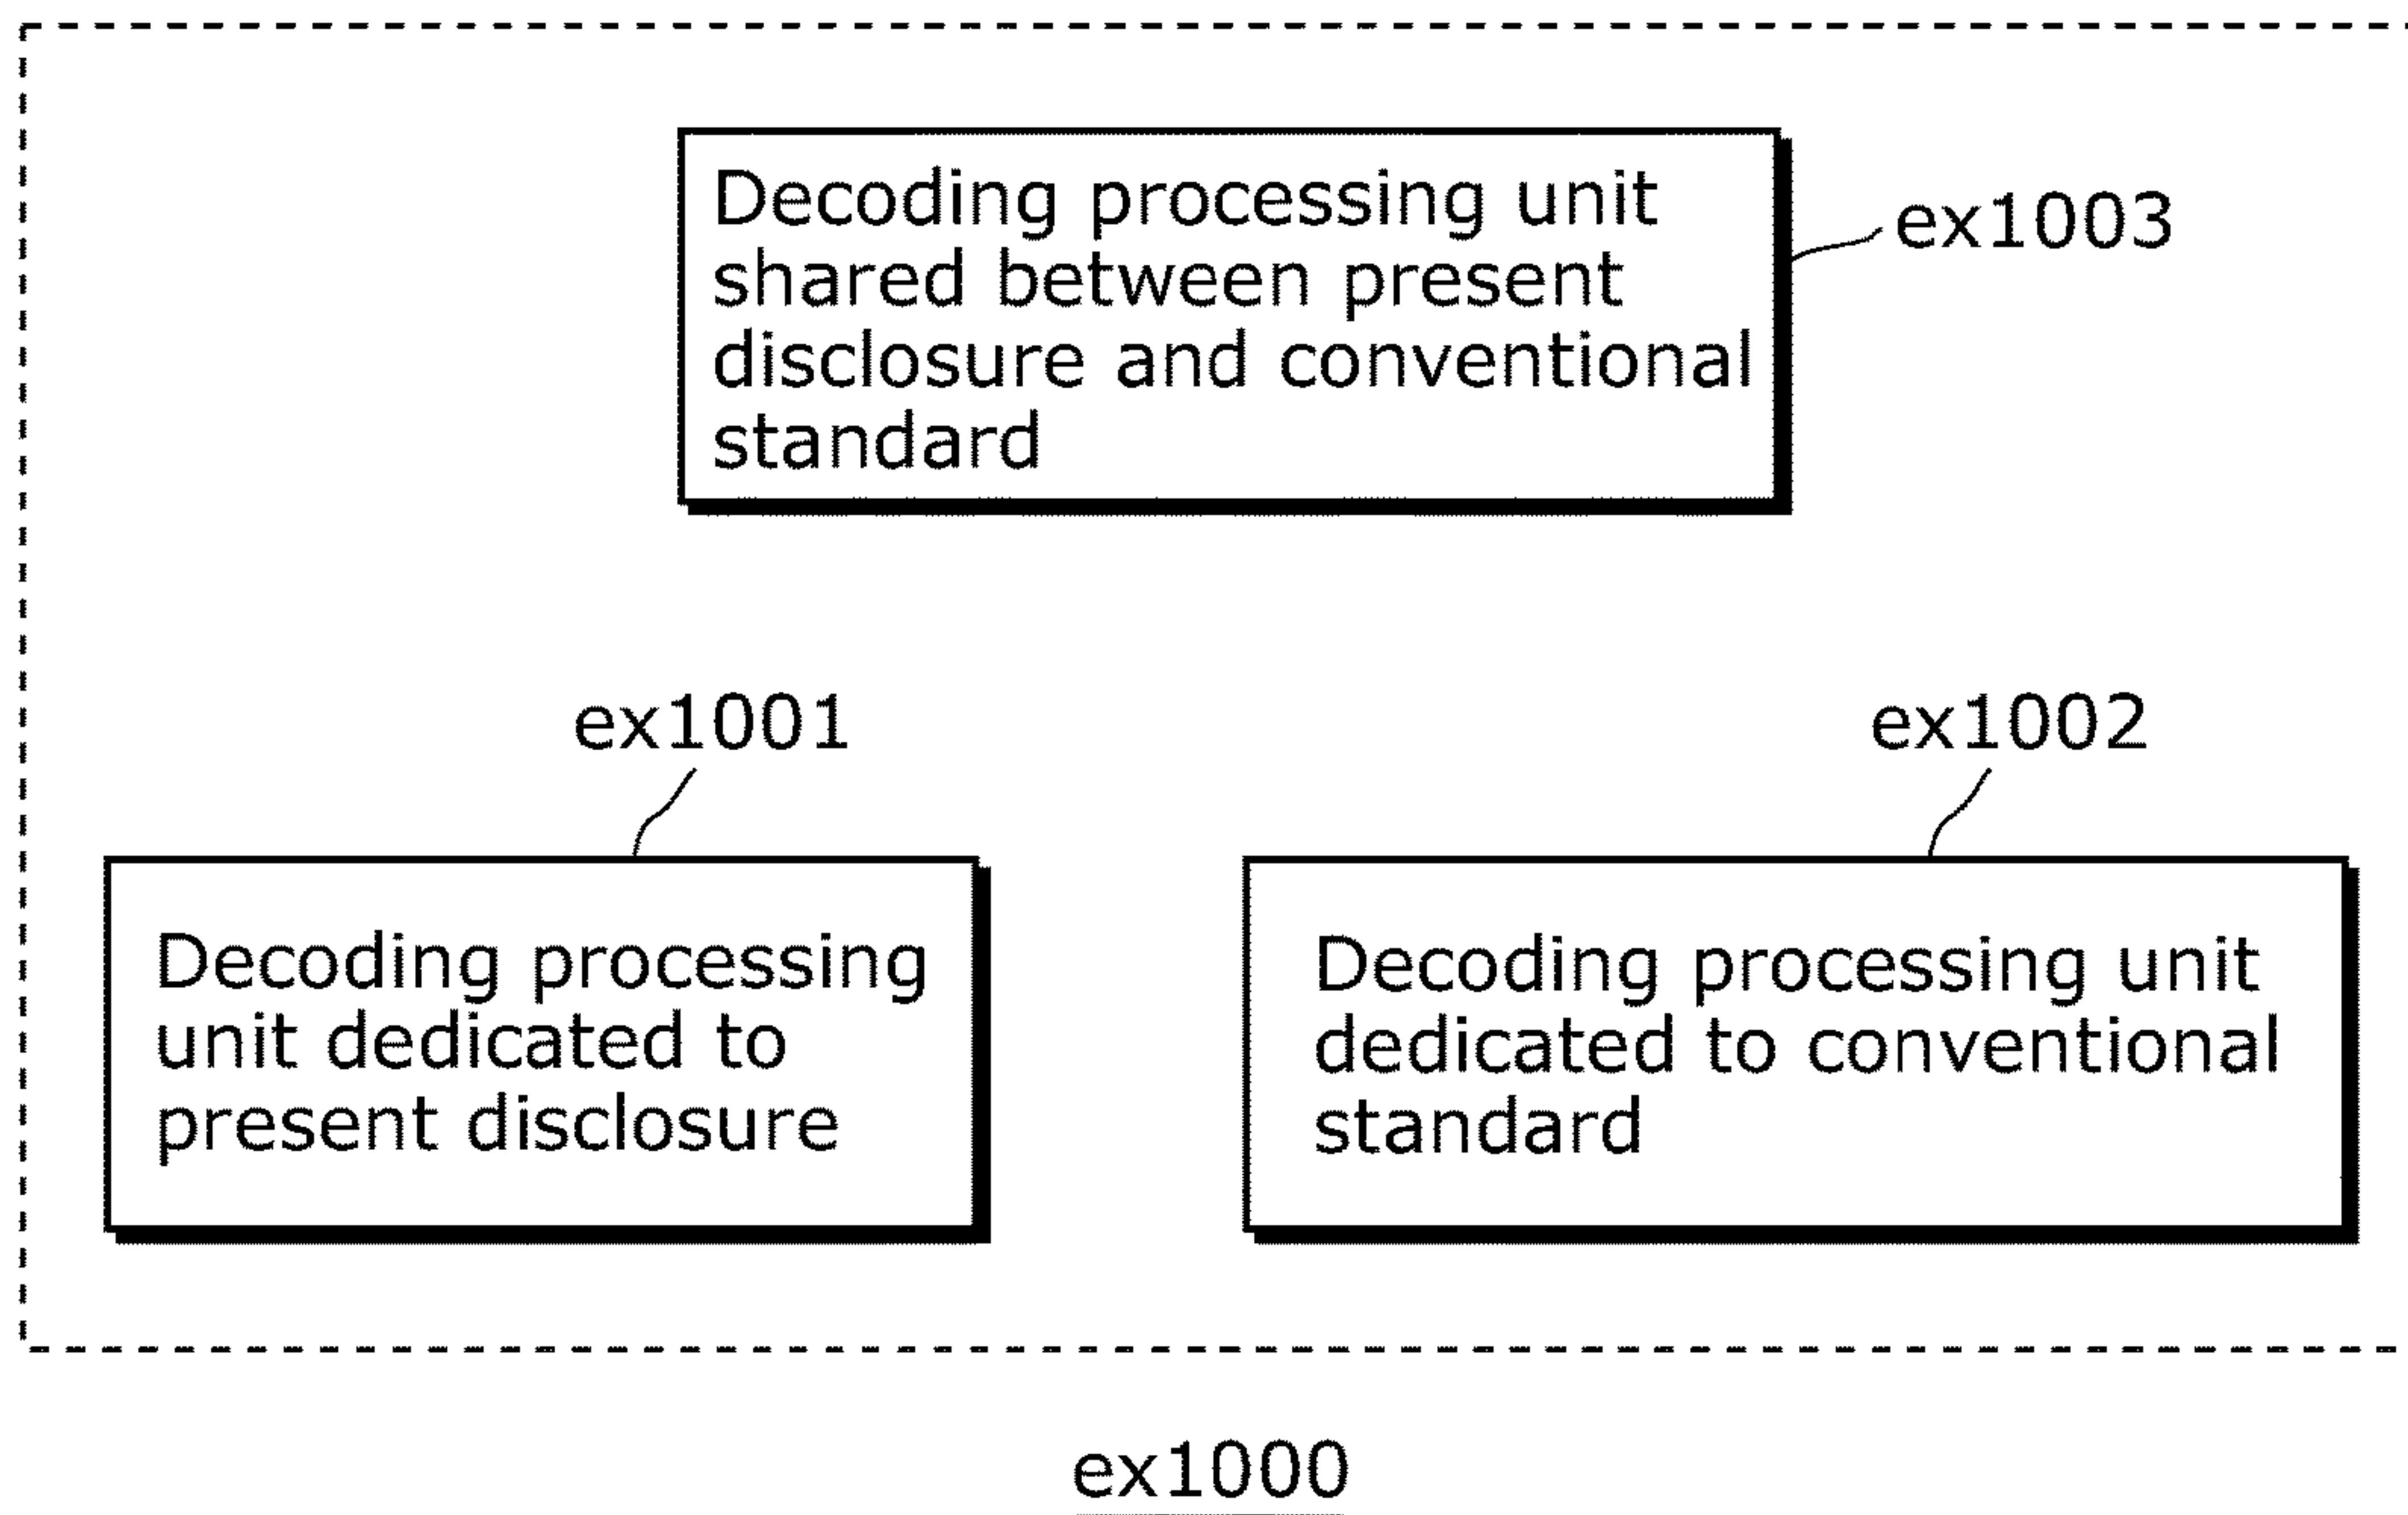 Decoding processing unit
shared between present
disclosure and conventional
standard
ex1003
ex1001
ex1002
Decoding processing
unit dedicated to
present disclosure
Decoding processing unit
dedicated to conventional
standard
ex1000